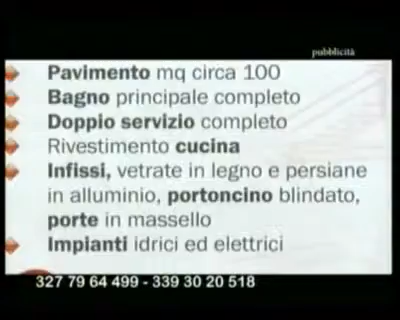 pubblicità
Pavimento mq circa 100
Bagno principale completo
Doppio servizio completo
Rivestimento cucina
Infissi, vetrate in legno e persiane
in alluminio, portoncino blindato,
porte in massello
Impianti idrici ed elettrici
327 79 64 499 - 339 30 20 518